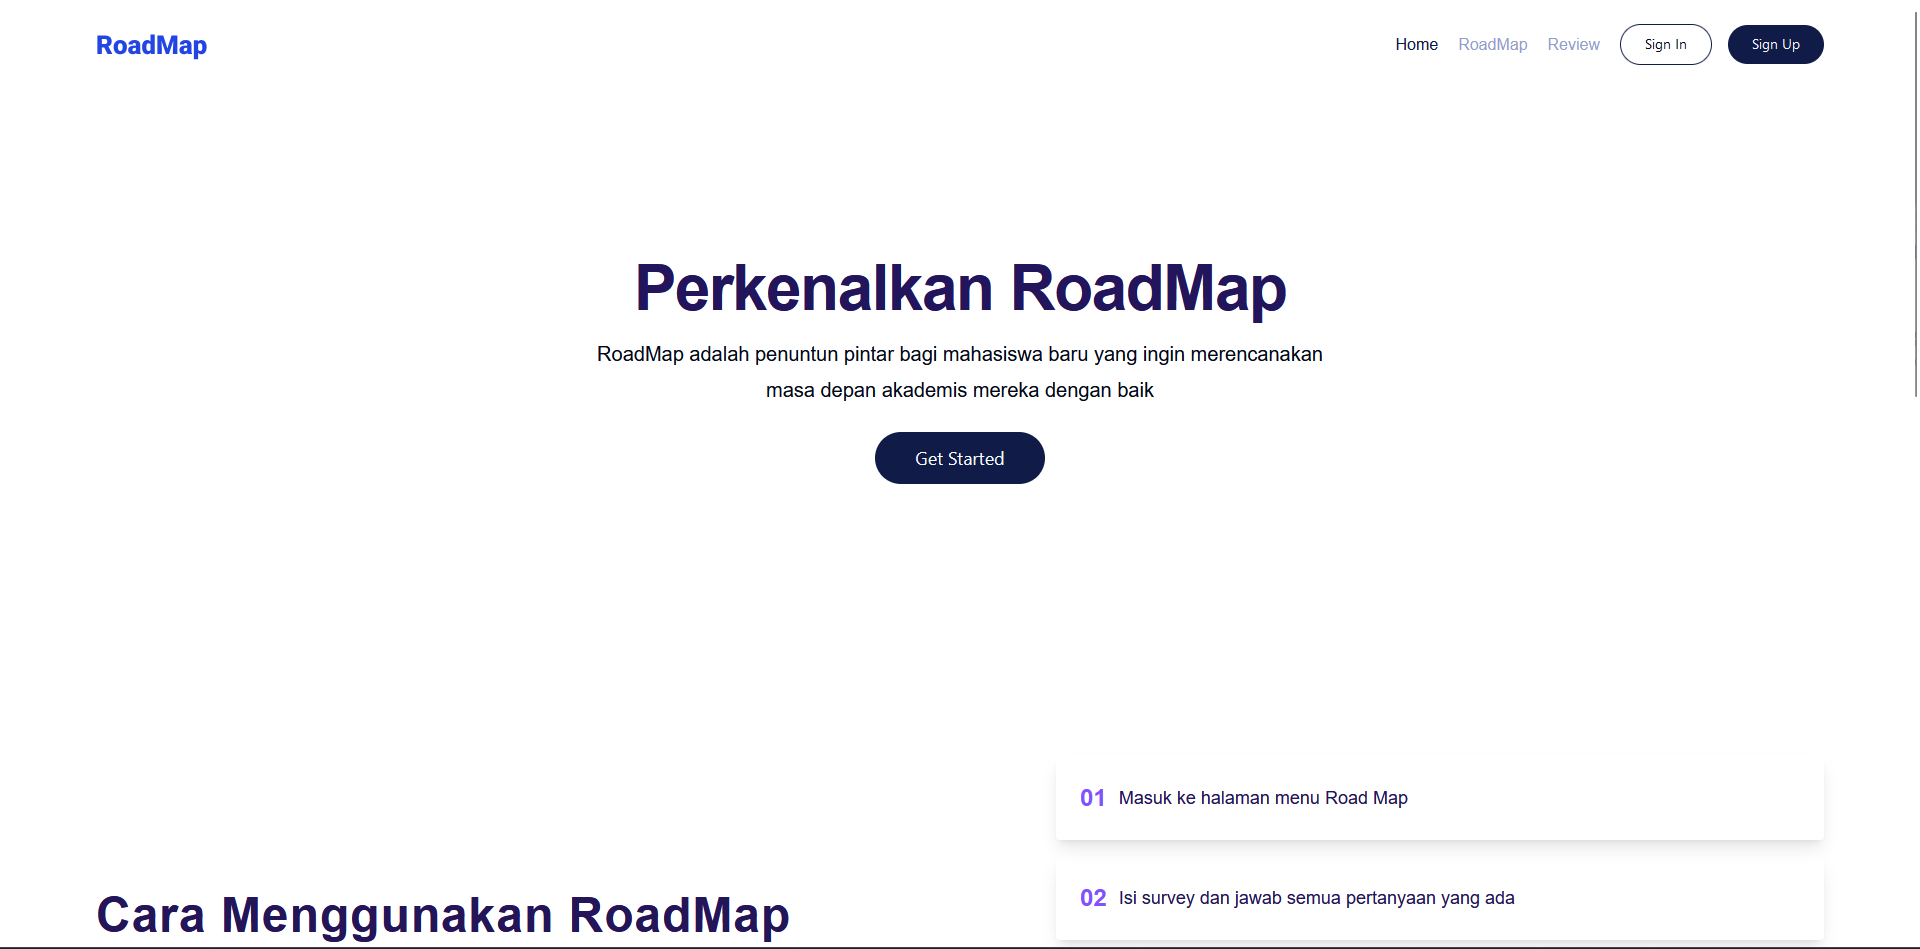 RoadMap
Home RoadMap Review Sign In Sign Up
Perkenalkan RoadMap
RoadMap adalah penuntun pintar bagi mahasiswa baru yang ingin merencanakan
masa depan akademis mereka dengan baik
Get Started
Cara Menggunakan RoadMap
01 Masuk ke halaman menu Road Map
02 Isi survey dan jawab semua pertanyaan yang ada